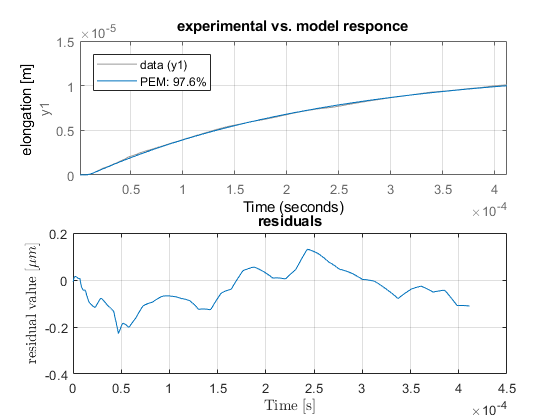 experimental vs. model responce
×10⁻⁵
1.5
1
0.5
0
elongation [m]
y1
data (y1)
PEM: 97.6%
0.5 1 1.5 2 2.5 3 3.5 4
Time (seconds)
×10⁻⁴
residuals
0.2
0
-0.2
-0.4
residual value [μm]
0 0.5 1 1.5 2 2.5 3 3.5 4 4.5
Time [s]
×10⁻⁴